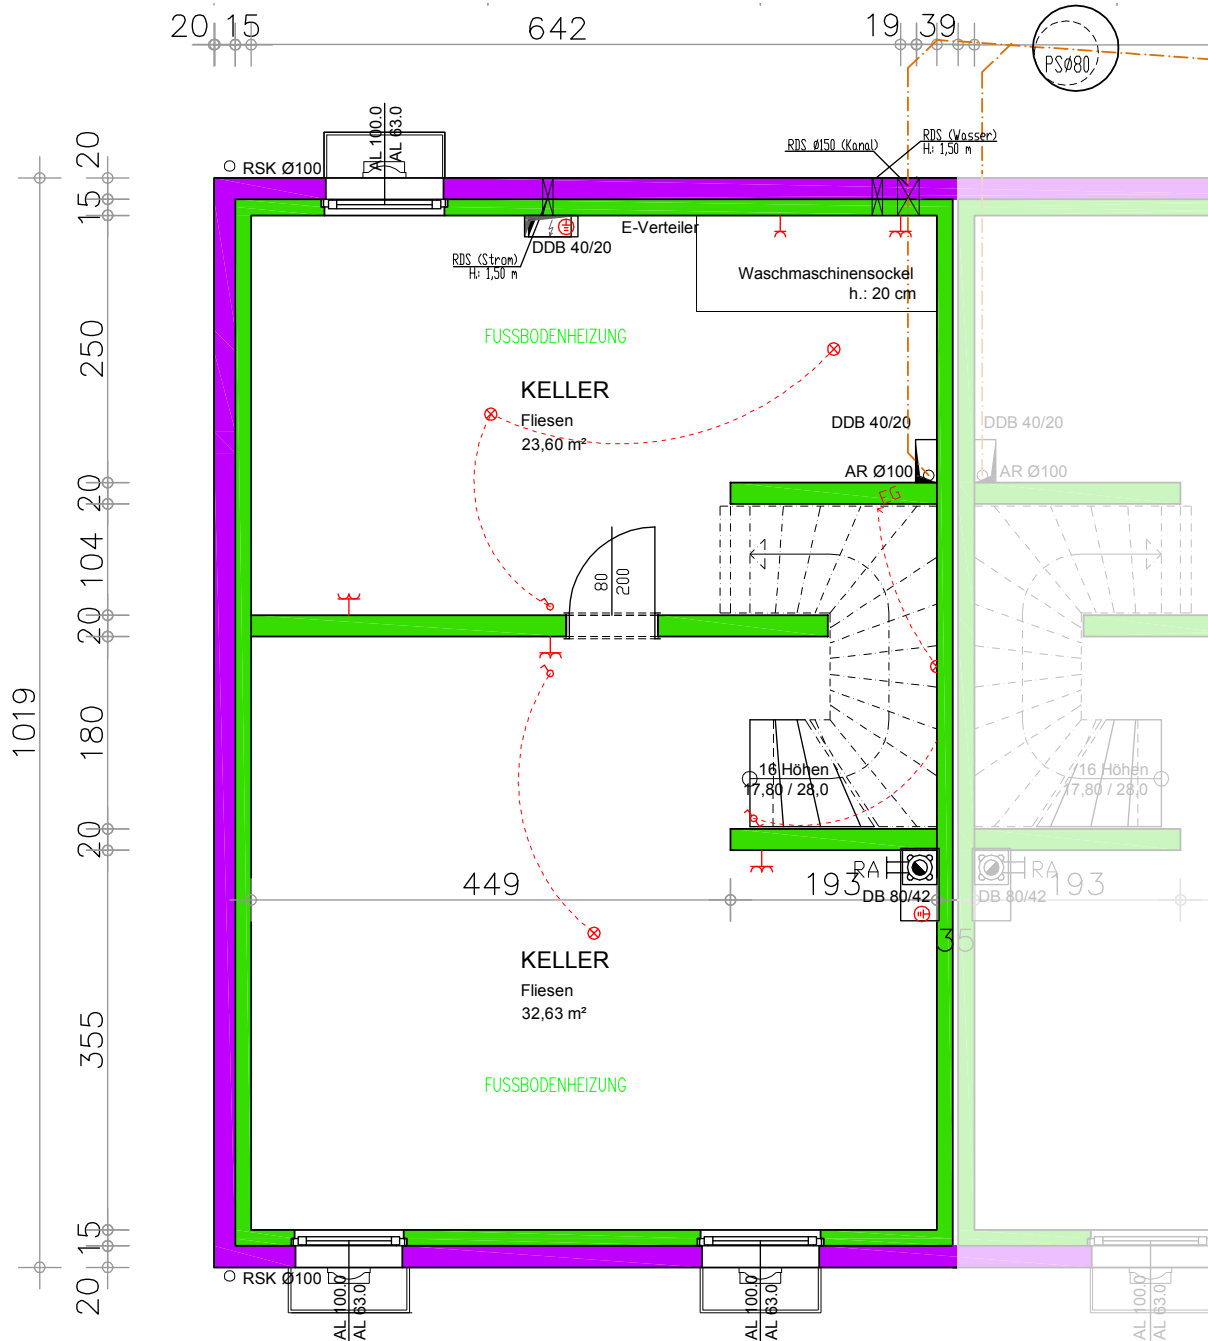 20 15 642 19 39
PSØ80
AL 100.0
AL 63.0
RSK Ø100
RDS Ø150 (Kanal)
RDS (Wasser)
H: 1,50 m
20
15
250
20
104
20
180
20
355
15
20
1019
E-Verteiler
DDB 40/20
RDS (Strom)
H: 1,50 m
Waschmaschinensockel
h.: 20 cm
FUSSBODENHEIZUNG
KELLER
Fliesen
23,60 m²
DDB 40/20
DDB 40/20
AR Ø100
AR Ø100
EG
80
200
16 Höhen
17,80 / 28,0
16 Höhen
17,80 / 28,0
RA
RA
449
193
193
DB 80/42
DB 80/42
35
KELLER
Fliesen
32,63 m²
FUSSBODENHEIZUNG
RSK Ø100
AL 100.0
AL 63.0
AL 100.0
AL 63.0
AL 100.0
AL 63.0